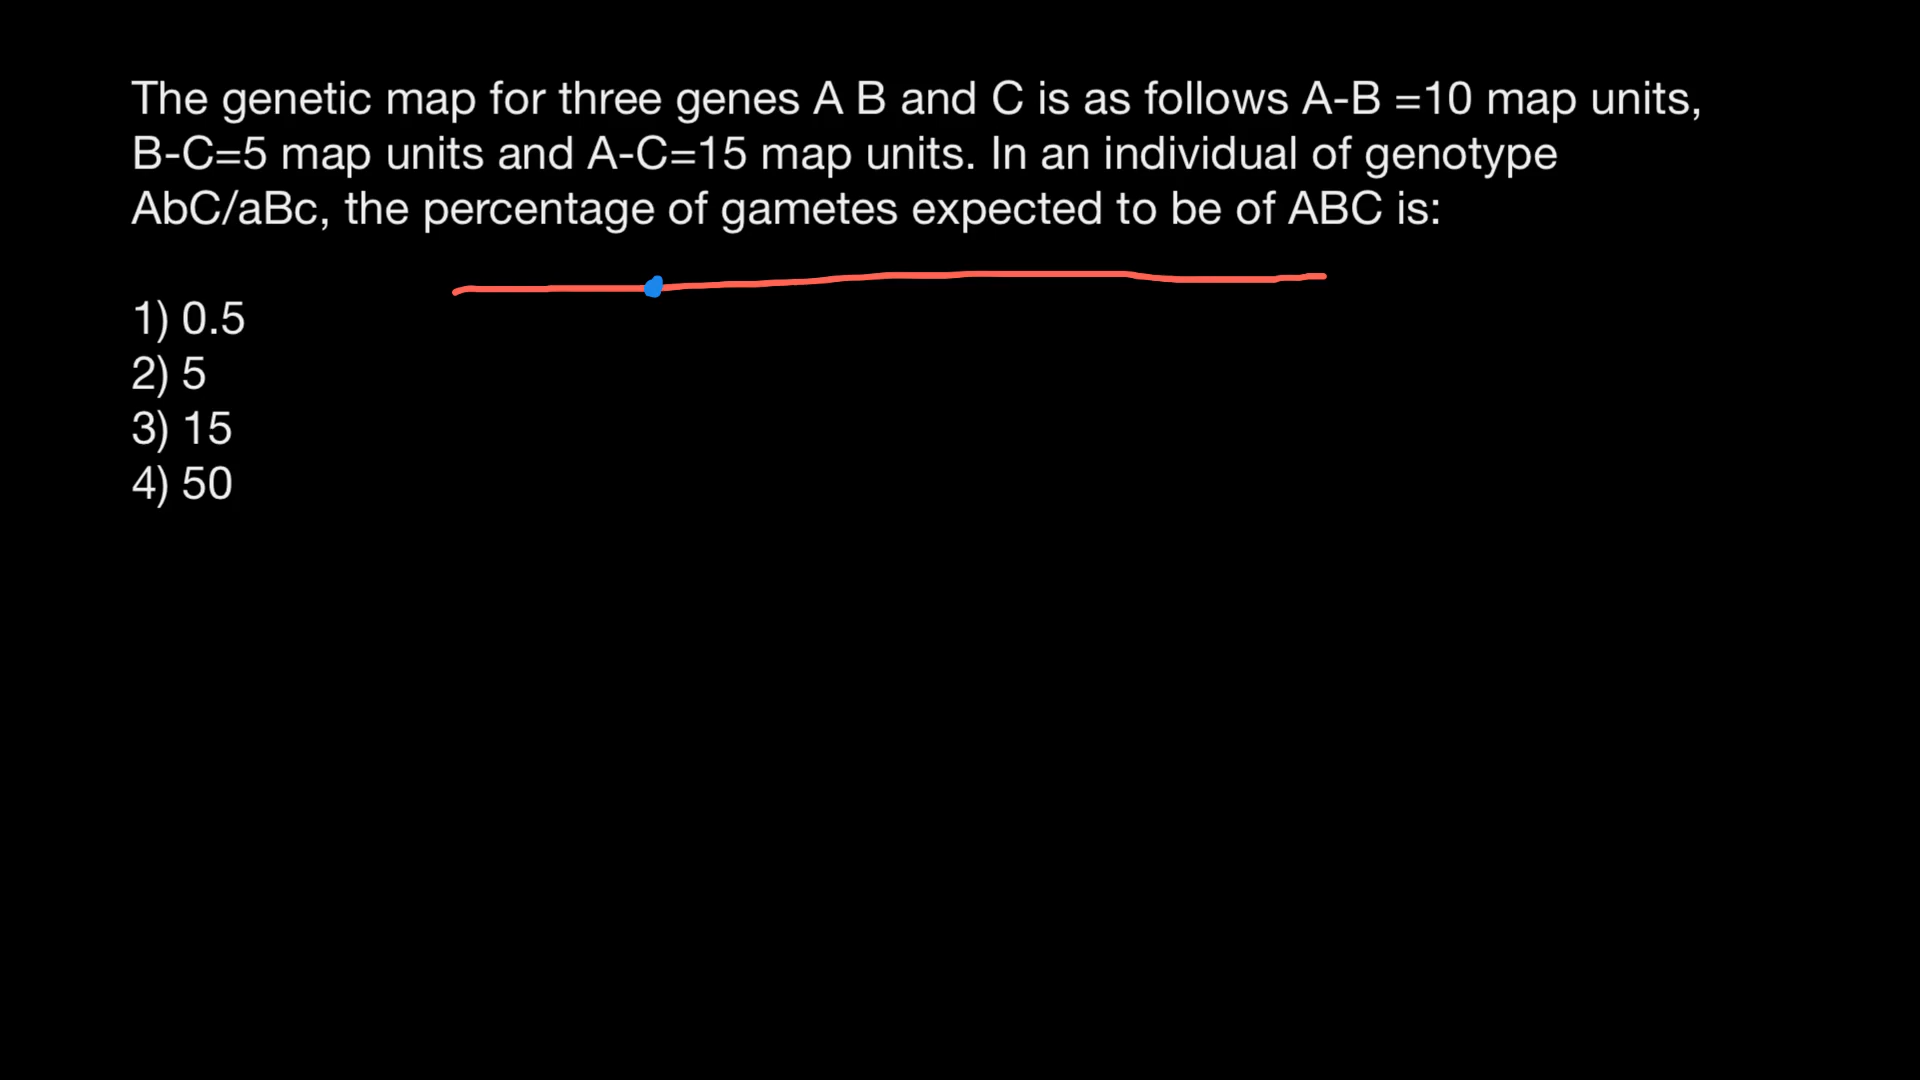 The genetic map for three genes A B and C is as follows A-B =10 map units,
B-C=5 map units and A-C=15 map units. In an individual of genotype
AbC/aBc, the percentage of gametes expected to be of ABC is:
1) 0.5
2) 5
3) 15
4) 50